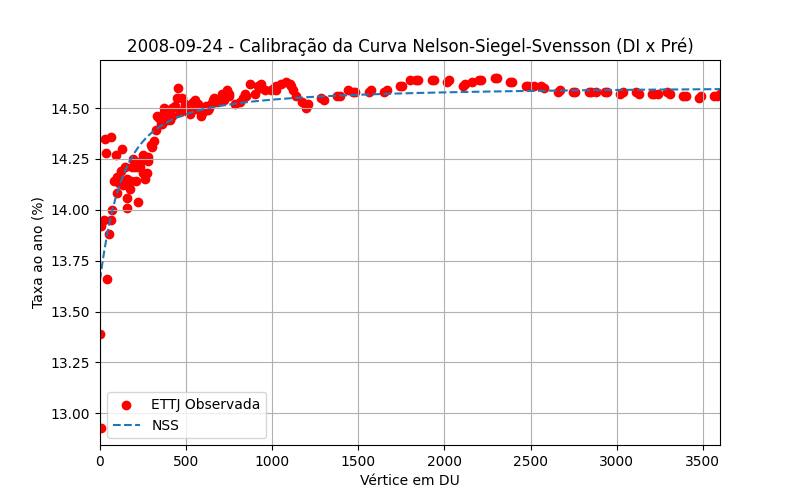 2008-09-24 - Calibração da Curva Nelson-Siegel-Svensson (DI x Pré)
Taxa ao ano (%)
14.50
14.25
14.00
13.75
13.50
13.25
13.00
ETTJ Observada
NSS
0 500 1000 1500 2000 2500 3000 3500
Vértice em DU